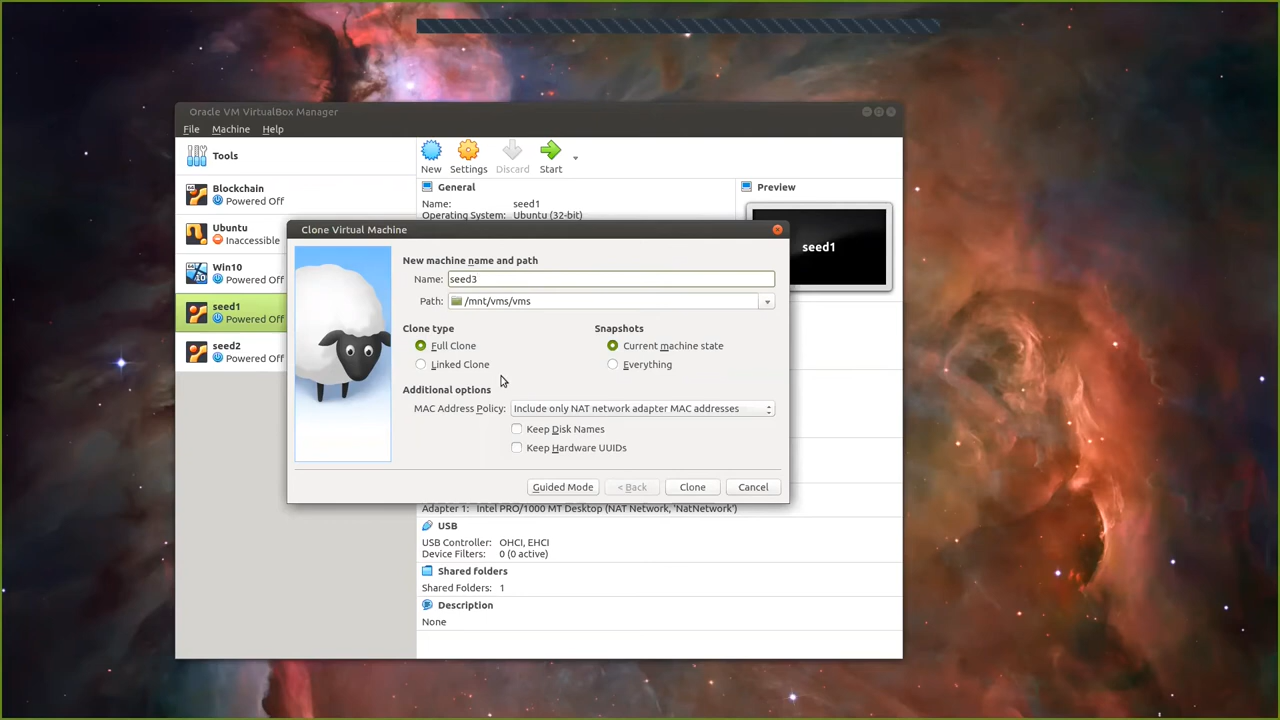 Oracle VM VirtualBox Manager
File Machine Help
Tools
New Settings Discard Start
Blockchain
Powered Off
Ubuntu
Inaccessible
Win10
Powered Off
seed1
Powered Off
seed2
Powered Off
General
Name: seed1
Operating System: Ubuntu (32-bit)
Preview
seed1
Clone Virtual Machine
New machine name and path
Name: seed3
Path: /mnt/vms/vms
Clone type
Full Clone
Linked Clone
Snapshots
Current machine state
Everything
Additional options
MAC Address Policy: Include only NAT network adapter MAC addresses
Keep Disk Names
Keep Hardware UUIDs
Guided Mode < Back Clone Cancel
Adapter 1: Intel PRO/1000 MT Desktop (NAT Network, 'NatNetwork')
USB
USB Controller: OHCI, EHCI
Device Filters: 0 (0 active)
Shared folders
Shared Folders: 1
Description
None